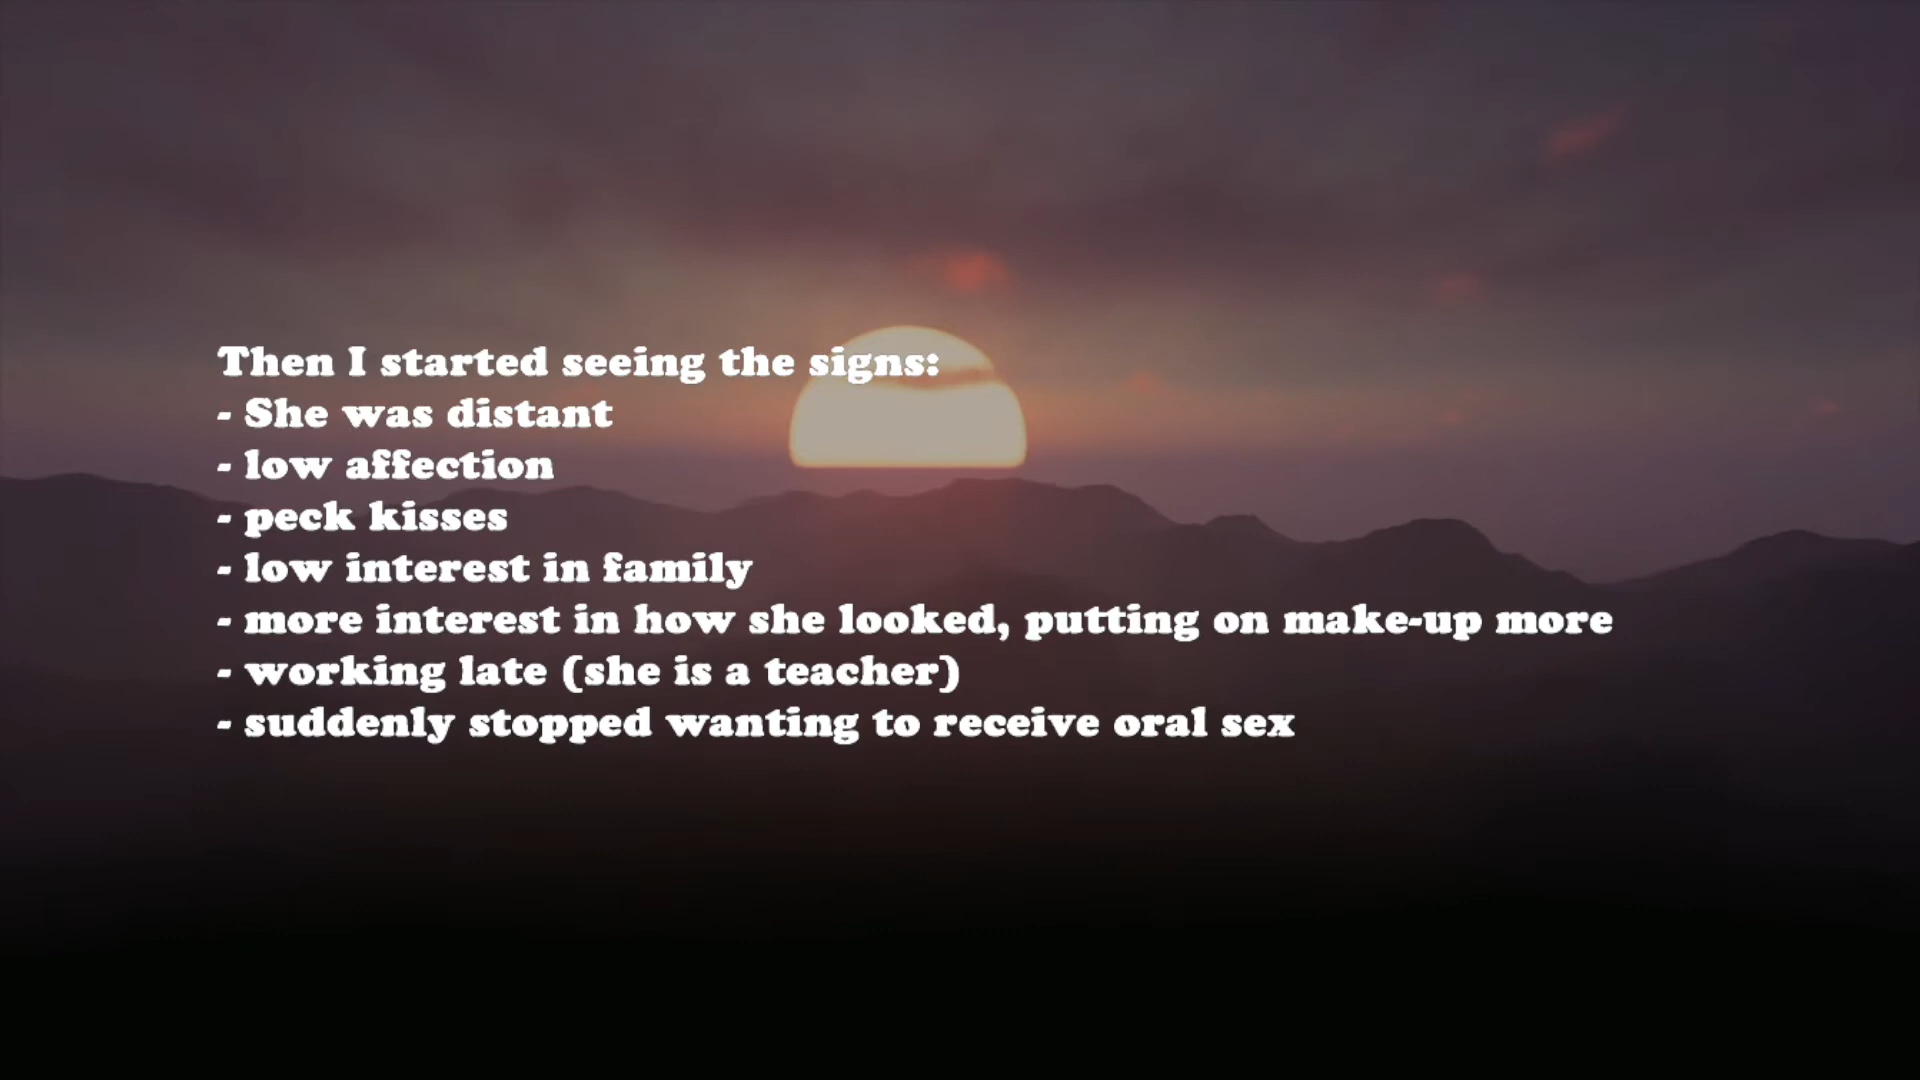 Then I started seeing the signs:
- She was distant
- low affection
- peck kisses
- low interest in family
- more interest in how she looked, putting on make-up more
- working late (she is a teacher)
- suddenly stopped wanting to receive oral sex